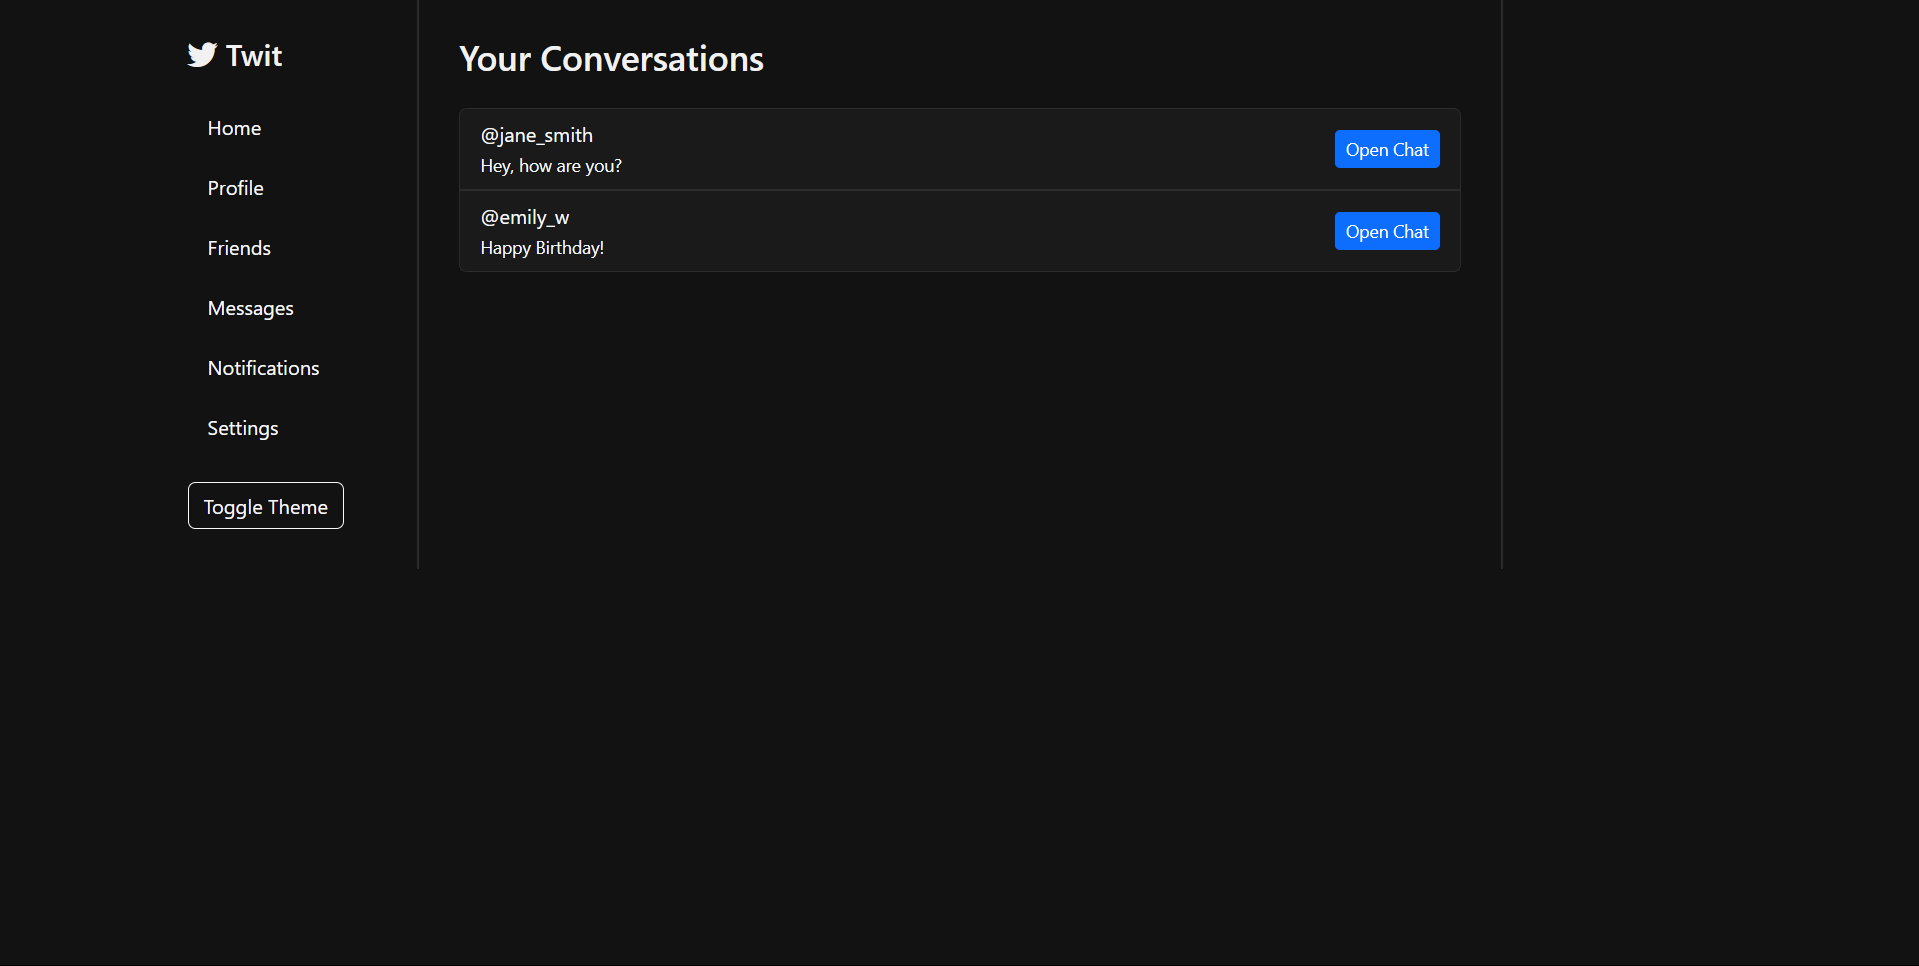 Twit
Home
Profile
Friends
Messages
Notifications
Settings
Toggle Theme
Your Conversations
@jane_smith
Hey, how are you?
Open Chat
@emily_w
Happy Birthday!
Open Chat